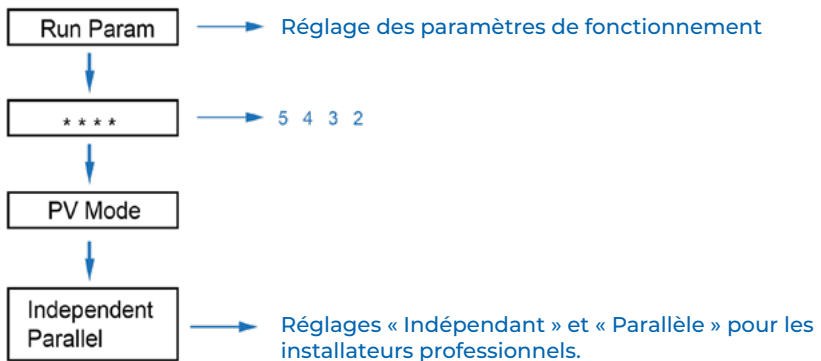 Run Param
Réglage des paramètres de fonctionnement
* * * *
5 4 3 2
PV Mode
Independent
Parallel
Réglages « Indépendant » et « Parallèle » pour les
installateurs professionnels.